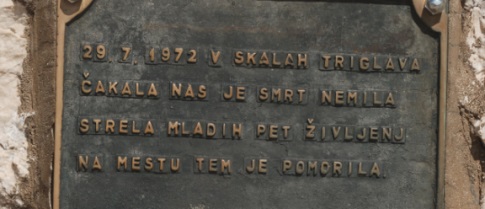 29. 7. 1972 V SKALAH TRIGLAVA
ČAKALA NAS JE SMRT NEMILA
STRELA MLADIH PET ŽIVLJENJ
NA MESTU TEM JE POMORILA.